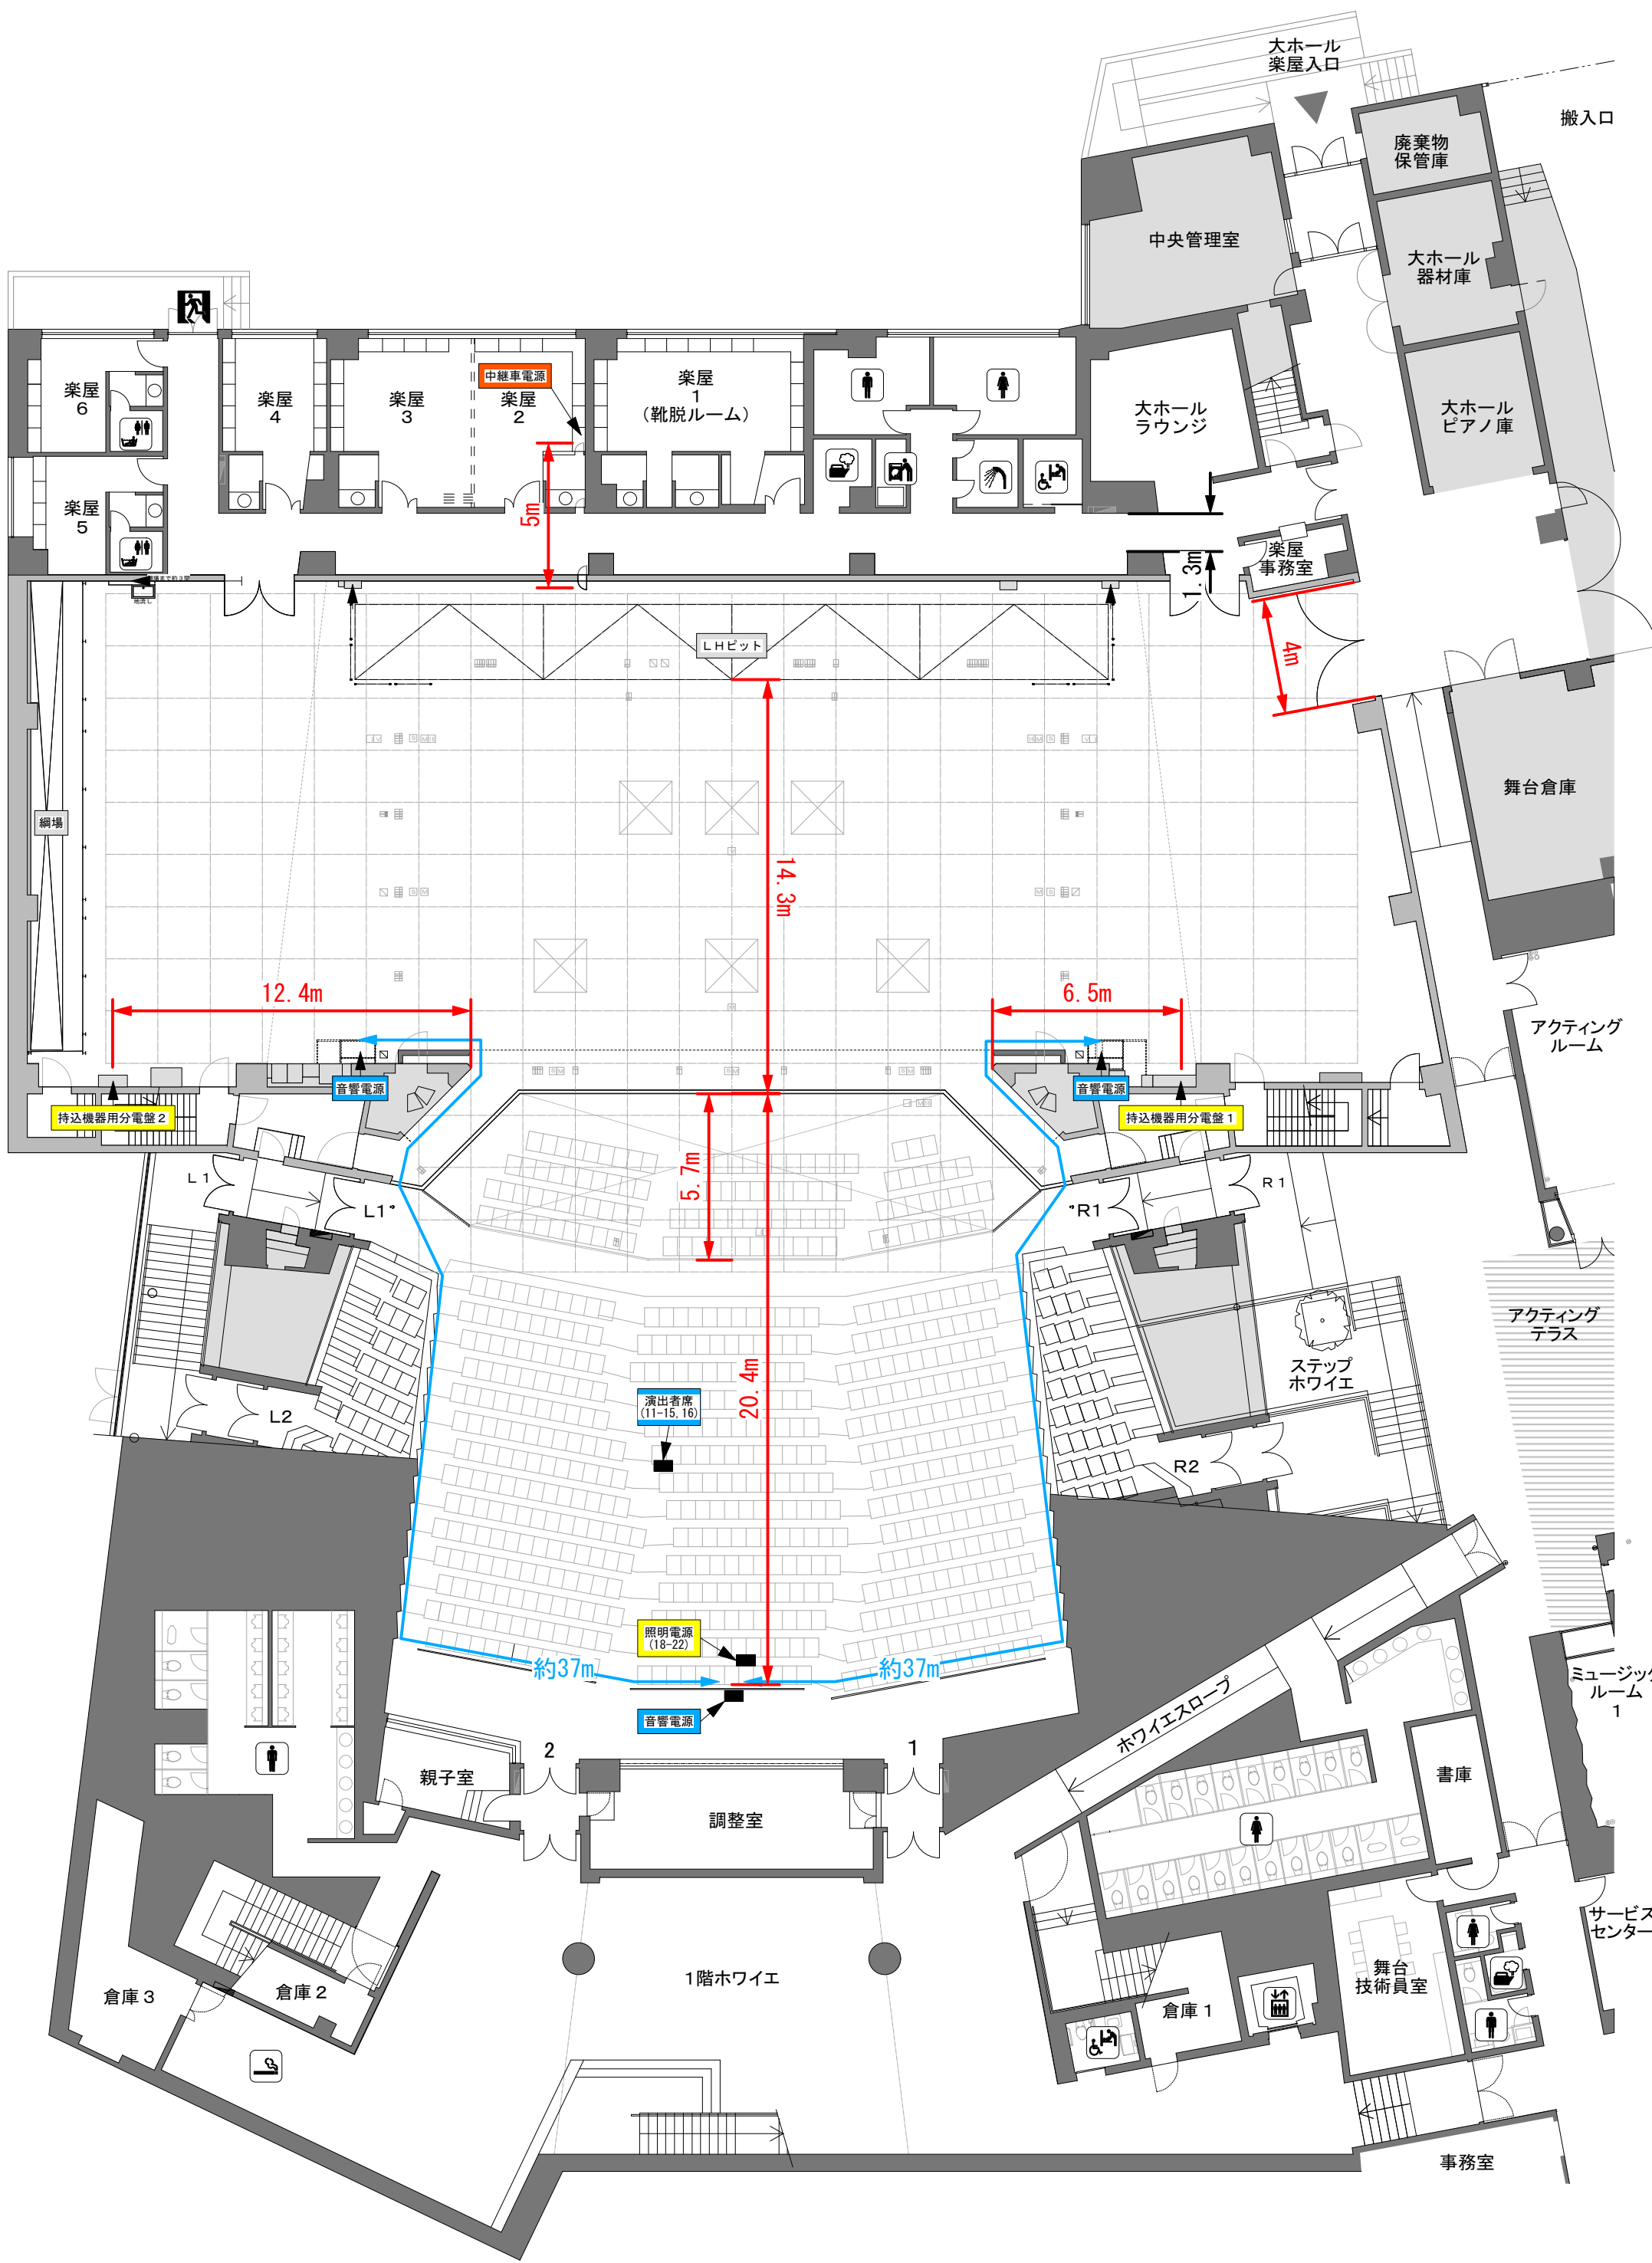 大ホール
楽屋入口
搬入口
廃棄物
保管庫
中央管理室
大ホール
器材庫
楽屋
6
楽屋
4
楽屋
3
中継車電源
楽屋
2
楽屋
1
(靴脱ルーム)
大ホール
ラウンジ
大ホール
ピアノ庫
楽屋
5
5m
1.3m
楽屋
事務室
4m
LHピット
舞台倉庫
綱場
14.3m
12.4m
6.5m
アクティング
ルーム
音響電源
音響電源
持込機器用分電盤2
持込機器用分電盤1
5.7m
L1
L1
R1
R1
アクティング
テラス
ステップ
ホワイエ
20.4m
演出者席
(11-15,16)
L2
R2
照明電源
(18-22)
約37m
約37m
音響電源
ホワイエスロープ
ミュージック
ルーム
1
2
1
親子室
調整室
書庫
サービス
センター
1階ホワイエ
舞台
技術員室
倉庫3
倉庫2
倉庫1
事務室